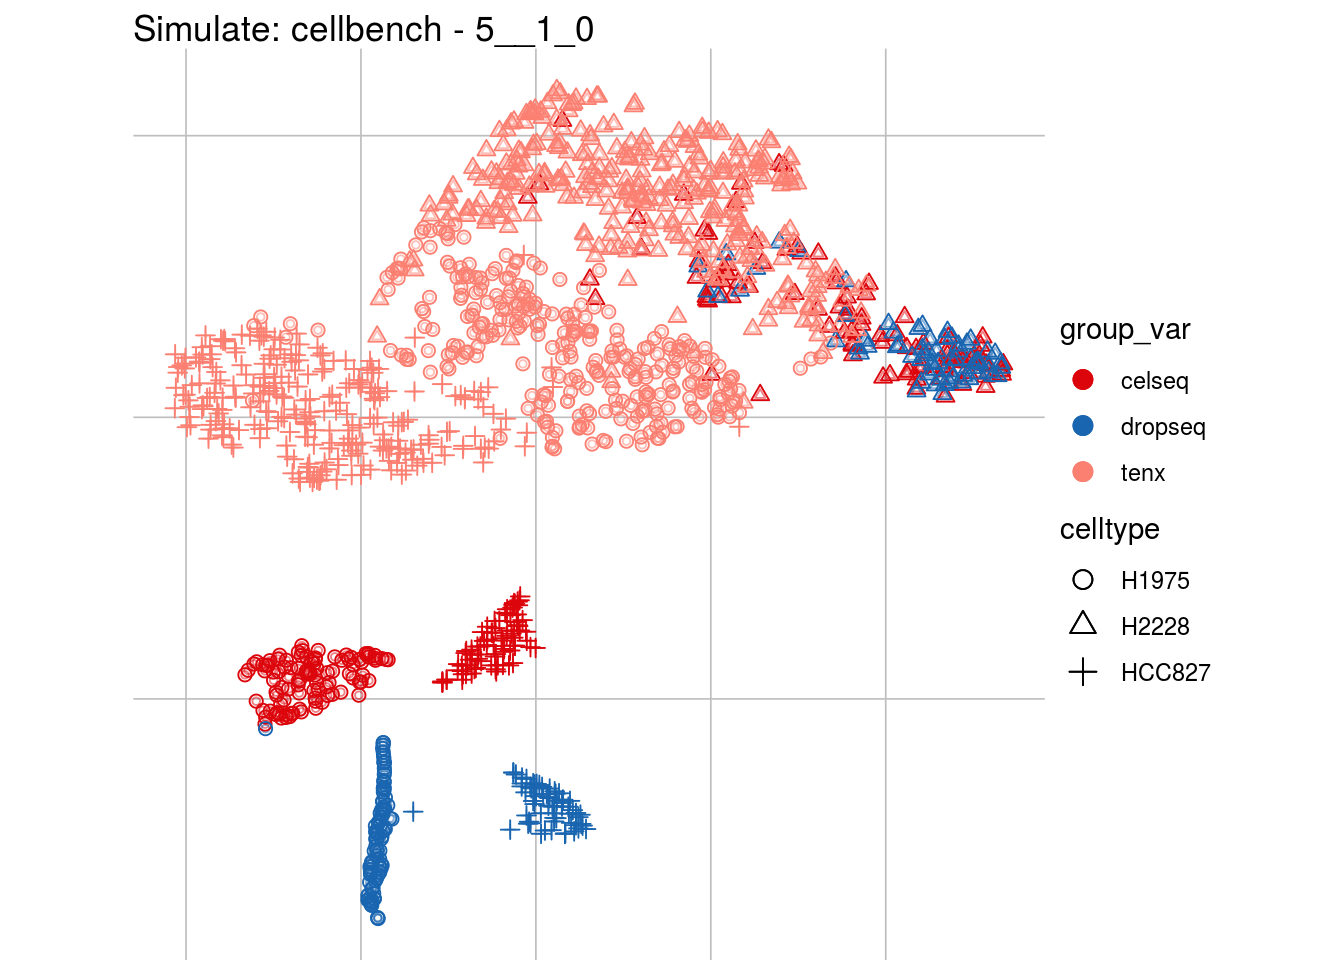 Simulate: cellbench - 5__1_0
group_var
celseq
dropseq
tenx
celltype
H1975
H2228
HCC827